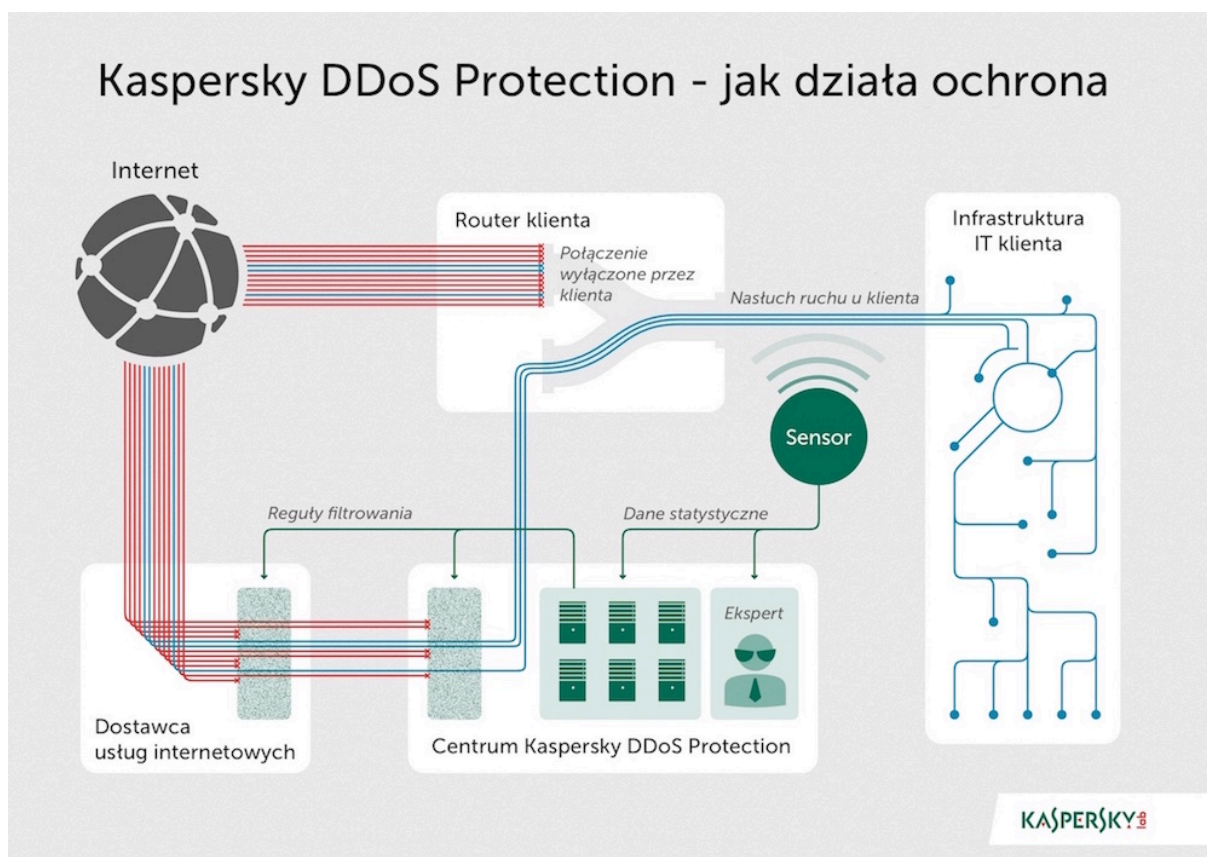 Kaspersky DDoS Protection - jak działa ochrona
Internet
Router klienta
Połączenie
wyłączone przez
klienta
Nasłuch ruchu u klienta
Infrastruktura
IT klienta
Sensor
Reguły filtrowania
Dane statystyczne
Ekspert
Dostawca
usług internetowych
Centrum Kaspersky DDoS Protection
KASPERSKY lab